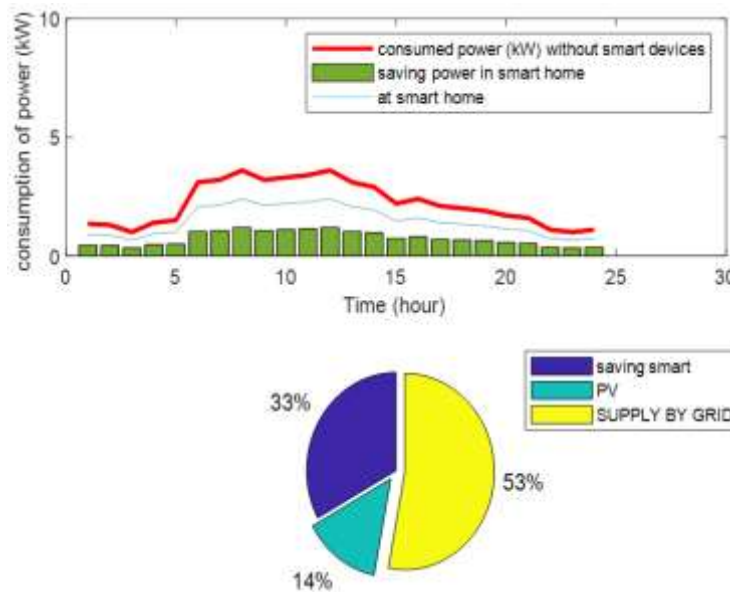 10
consumed power (kW) without smart devices
saving power in smart home
at smart home
5
consumption of power (kW)
0
0 5 10 15 20 25 30
Time (hour)
saving smart
PV
SUPPLY BY GRID
33%
53%
14%